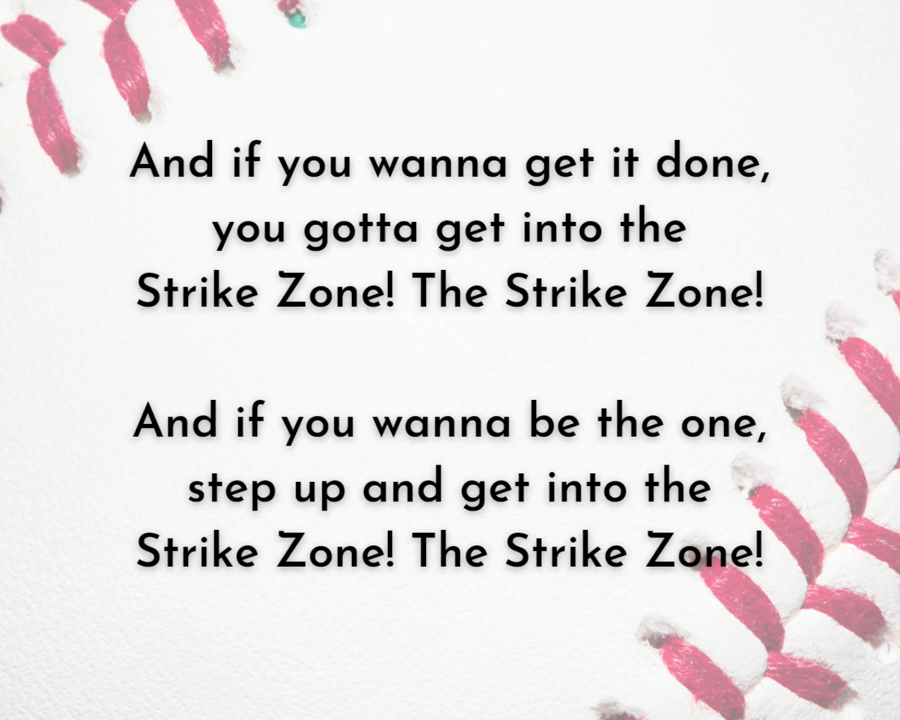 And if you wanna get it done,
you gotta get into the
Strike Zone! The Strike Zone!
And if you wanna be the one,
step up and get into the
Strike Zone! The Strike Zone!